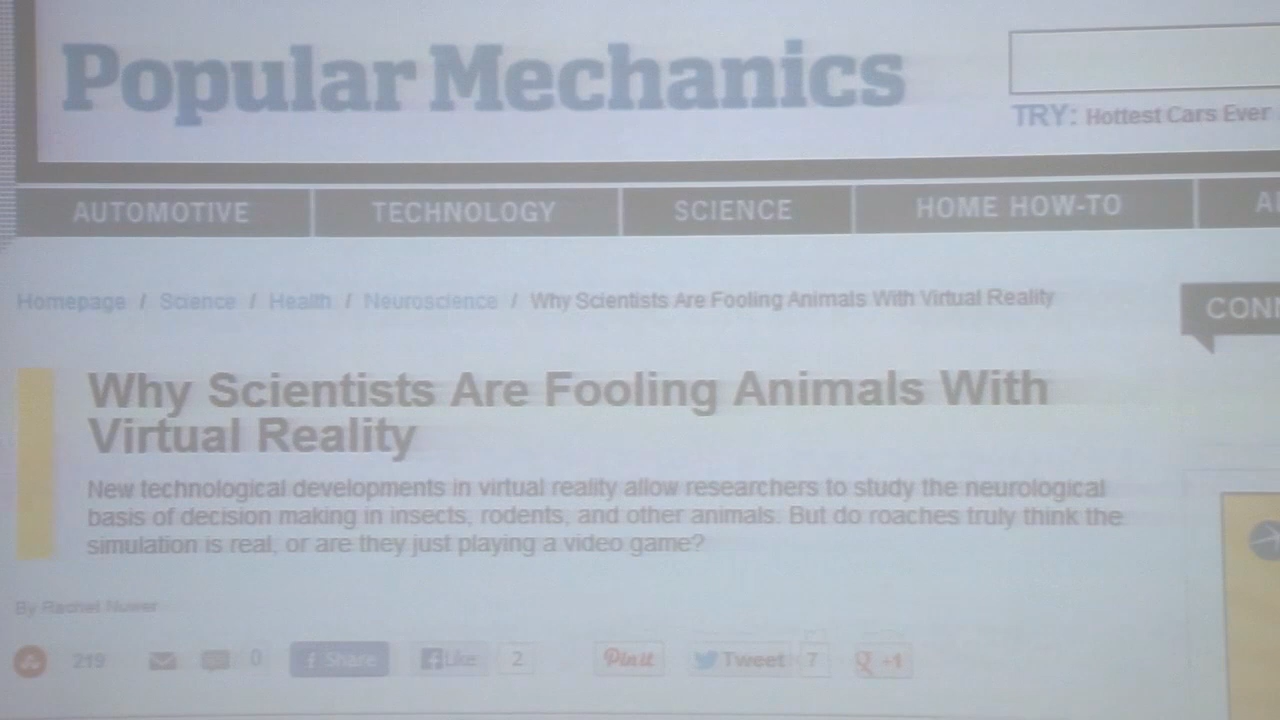 Popular Mechanics
TRY: Hottest Cars Ever
AUTOMOTIVE TECHNOLOGY SCIENCE HOME HOW-TO
Homepage / Science / Health / Neuroscience / Why Scientists Are Fooling Animals With Virtual Reality
CON
Why Scientists Are Fooling Animals With
Virtual Reality
New technological developments in virtual reality allow researchers to study the neurological
basis of decision making in insects, rodents, and other animals. But do roaches truly think the
simulation is real, or are they just playing a video game?
By Rachel Nuwer
219 0 f Share f Like 2 Pin it Tweet 7 g +1